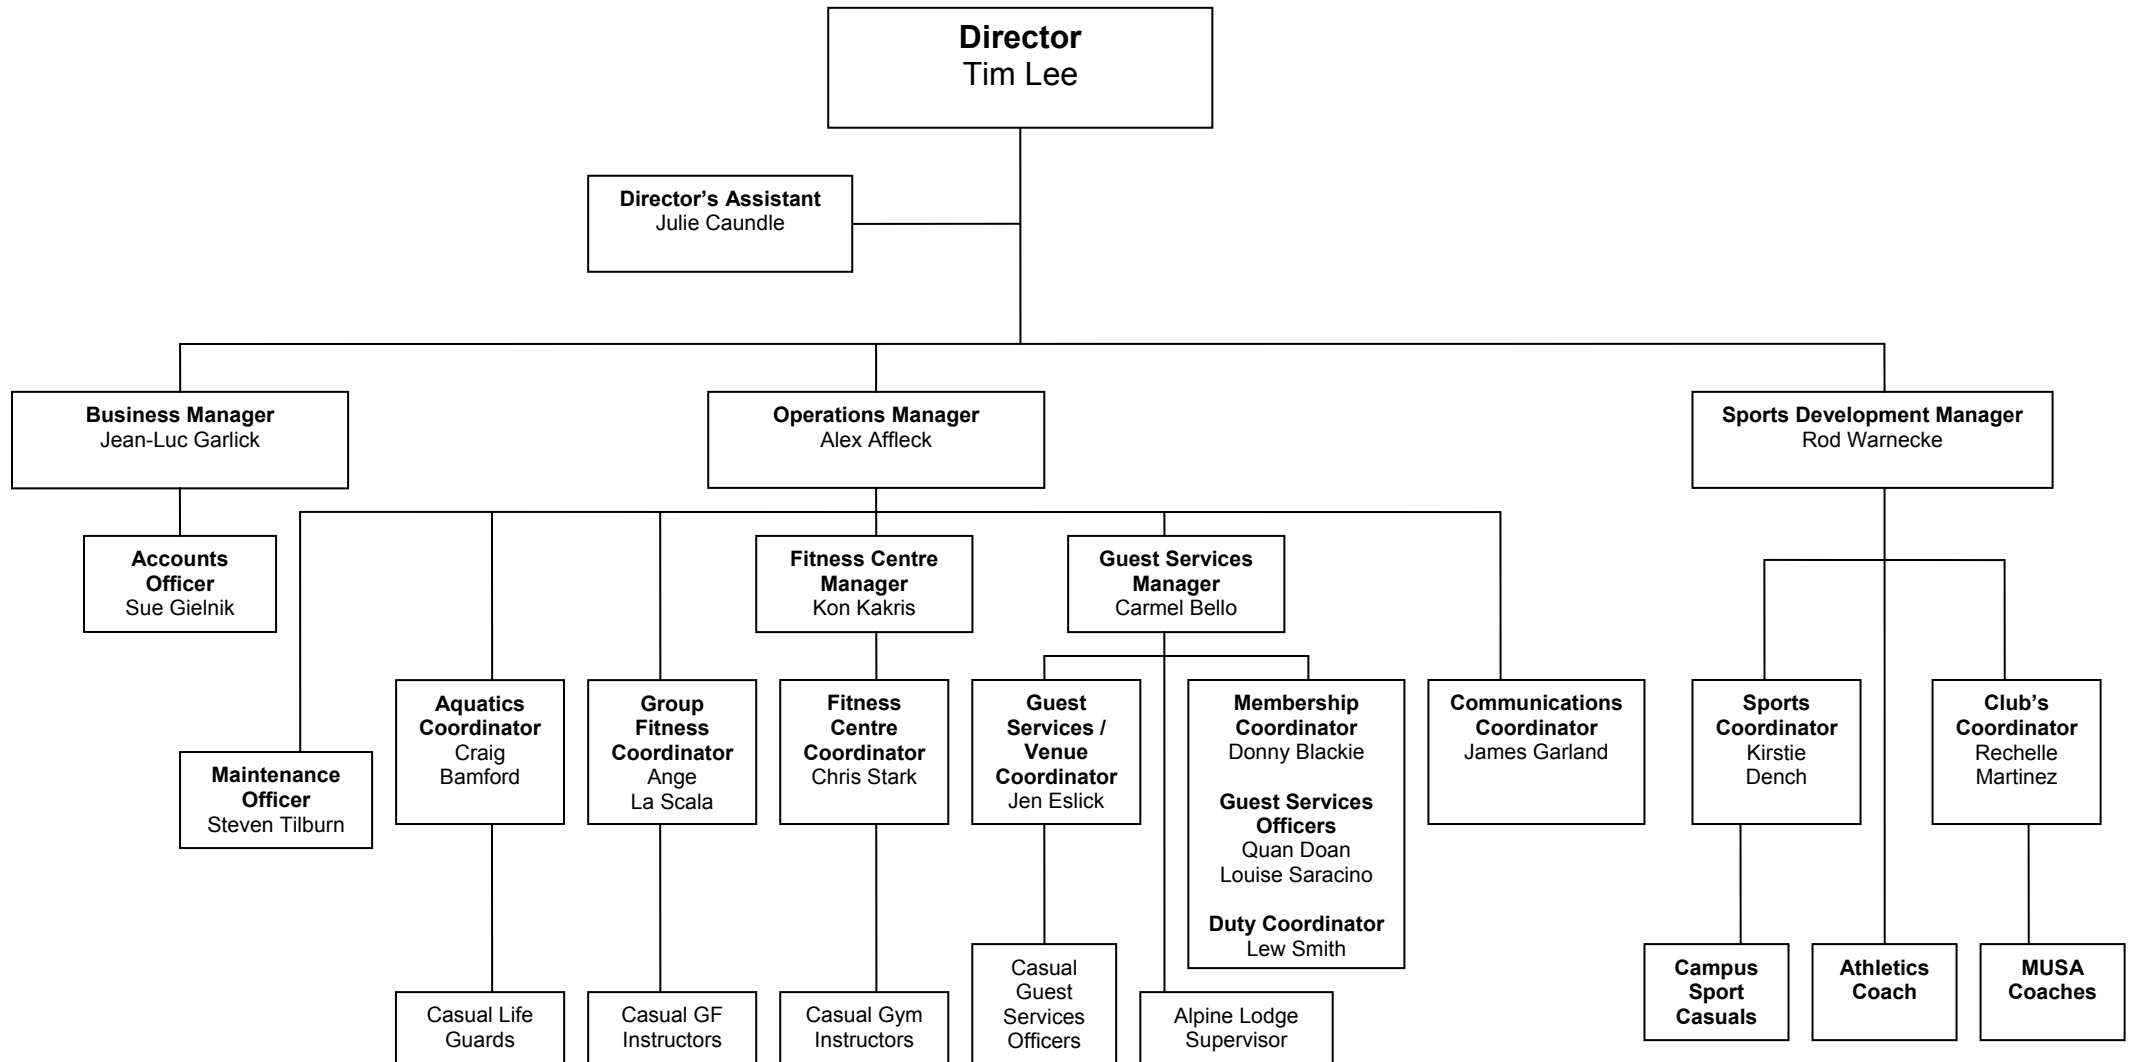 Director
Tim Lee
Director’s Assistant
Julie Caundle
Business Manager
Jean-Luc Garlick
Operations Manager
Alex Affleck
Sports Development Manager
Rod Warnecke
Accounts
Officer
Sue Gielnik
Fitness Centre
Manager
Kon Kakris
Guest Services
Manager
Carmel Bello
Maintenance
Officer
Steven Tilburn
Aquatics
Coordinator
Craig
Bamford
Group
Fitness
Coordinator
Ange
La Scala
Fitness
Centre
Coordinator
Chris Stark
Guest
Services /
Venue
Coordinator
Jen Eslick
Membership
Coordinator
Donny Blackie
Guest Services
Officers
Quan Doan
Louise Saracino
Duty Coordinator
Lew Smith
Communications
Coordinator
James Garland
Sports
Coordinator
Kirstie
Dench
Club’s
Coordinator
Rechelle
Martinez
Casual Life
Guards
Casual GF
Instructors
Casual Gym
Instructors
Casual
Guest
Services
Officers
Alpine Lodge
Supervisor
Campus
Sport
Casuals
Athletics
Coach
MUSA
Coaches